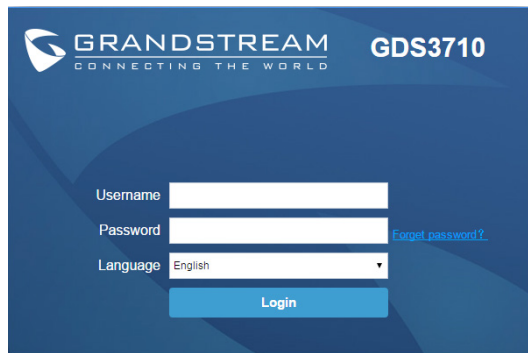 GRANDSTREAM
CONNECTING THE WORLD
GDS3710
Username
Password
Forget password?
Language English
Login